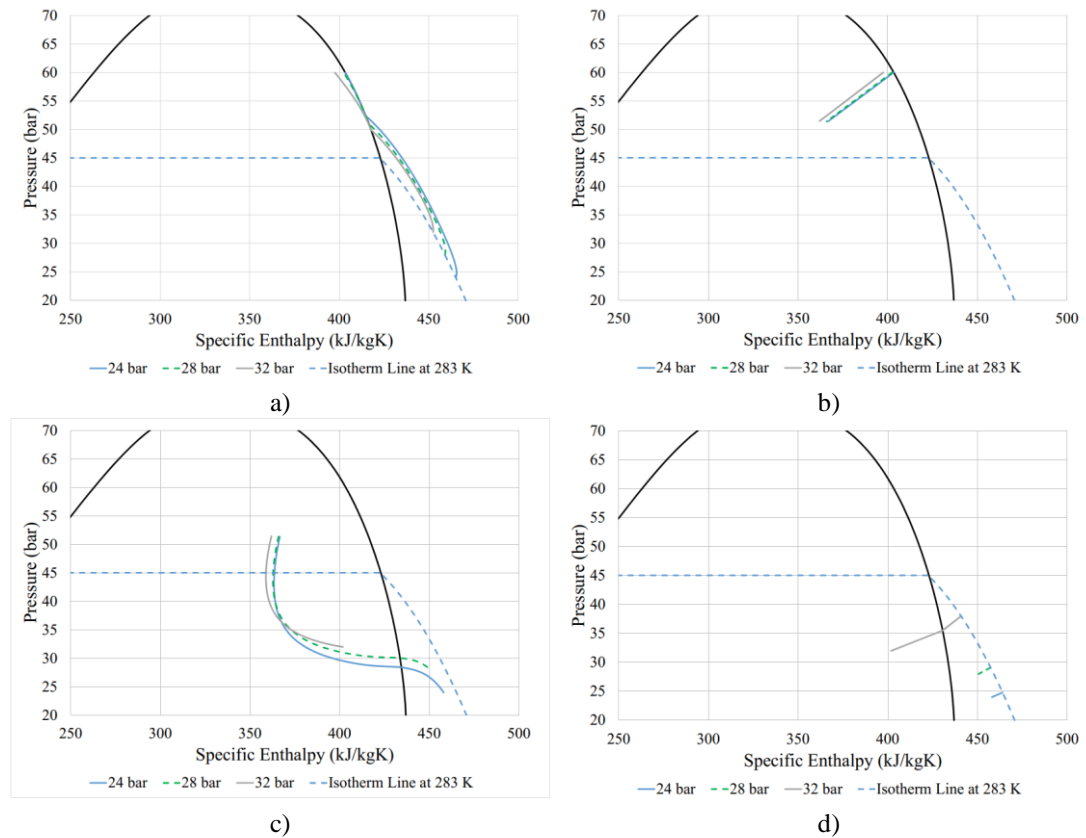 70
65
60
55
50
45
40
35
30
25
20
Pressure (bar)
250 300 350 400 450 500
Specific Enthalpy (kJ/kgK)
24 bar 28 bar 32 bar Isotherm Line at 283 K
a)
70
65
60
55
50
45
40
35
30
25
20
Pressure (bar)
250 300 350 400 450 500
Specific Enthalpy (kJ/kgK)
24 bar 28 bar 32 bar Isotherm Line at 283 K
b)
70
65
60
55
50
45
40
35
30
25
20
Pressure (bar)
250 300 350 400 450 500
Specific Enthalpy (kJ/kgK)
24 bar 28 bar 32 bar Isotherm Line at 283 K
c)
70
65
60
55
50
45
40
35
30
25
20
Pressure (bar)
250 300 350 400 450 500
Specific Enthalpy (kJ/kgK)
24 bar 28 bar 32 bar Isotherm Line at 283 K
d)